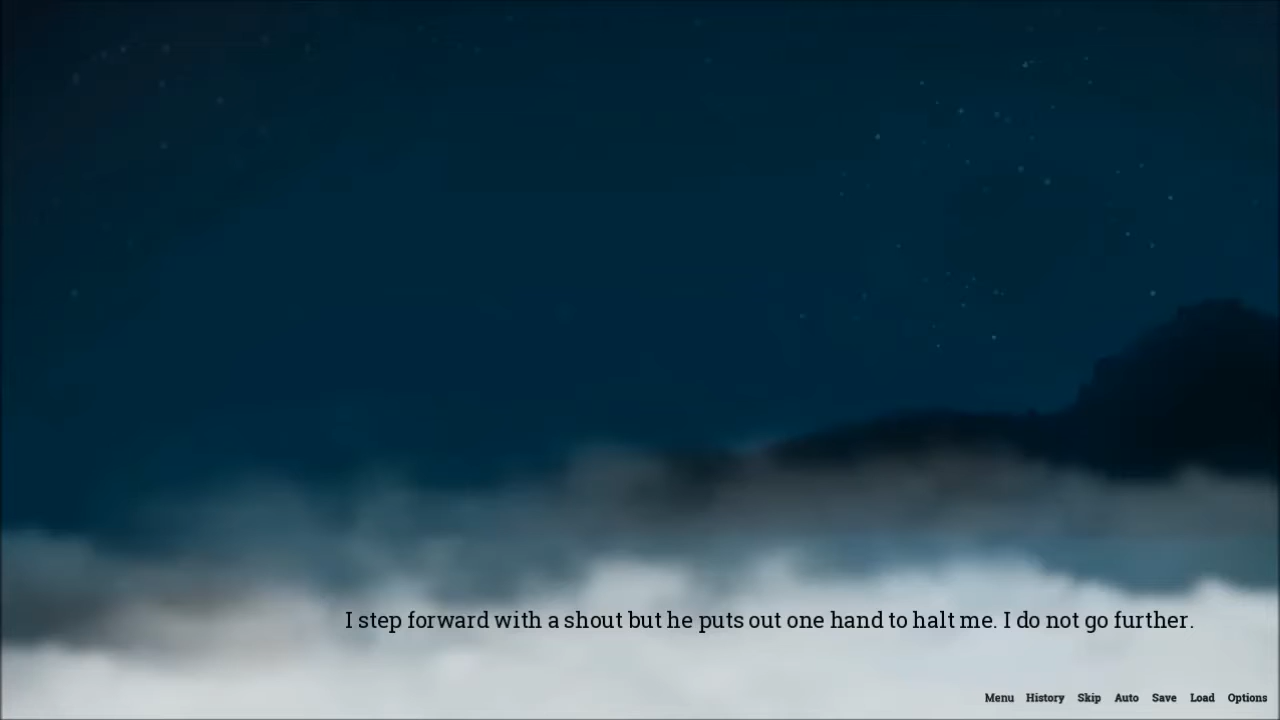 I step forward with a shout but he puts out one hand to halt me. I do not go further.
Menu History Skip Auto Save Load Options